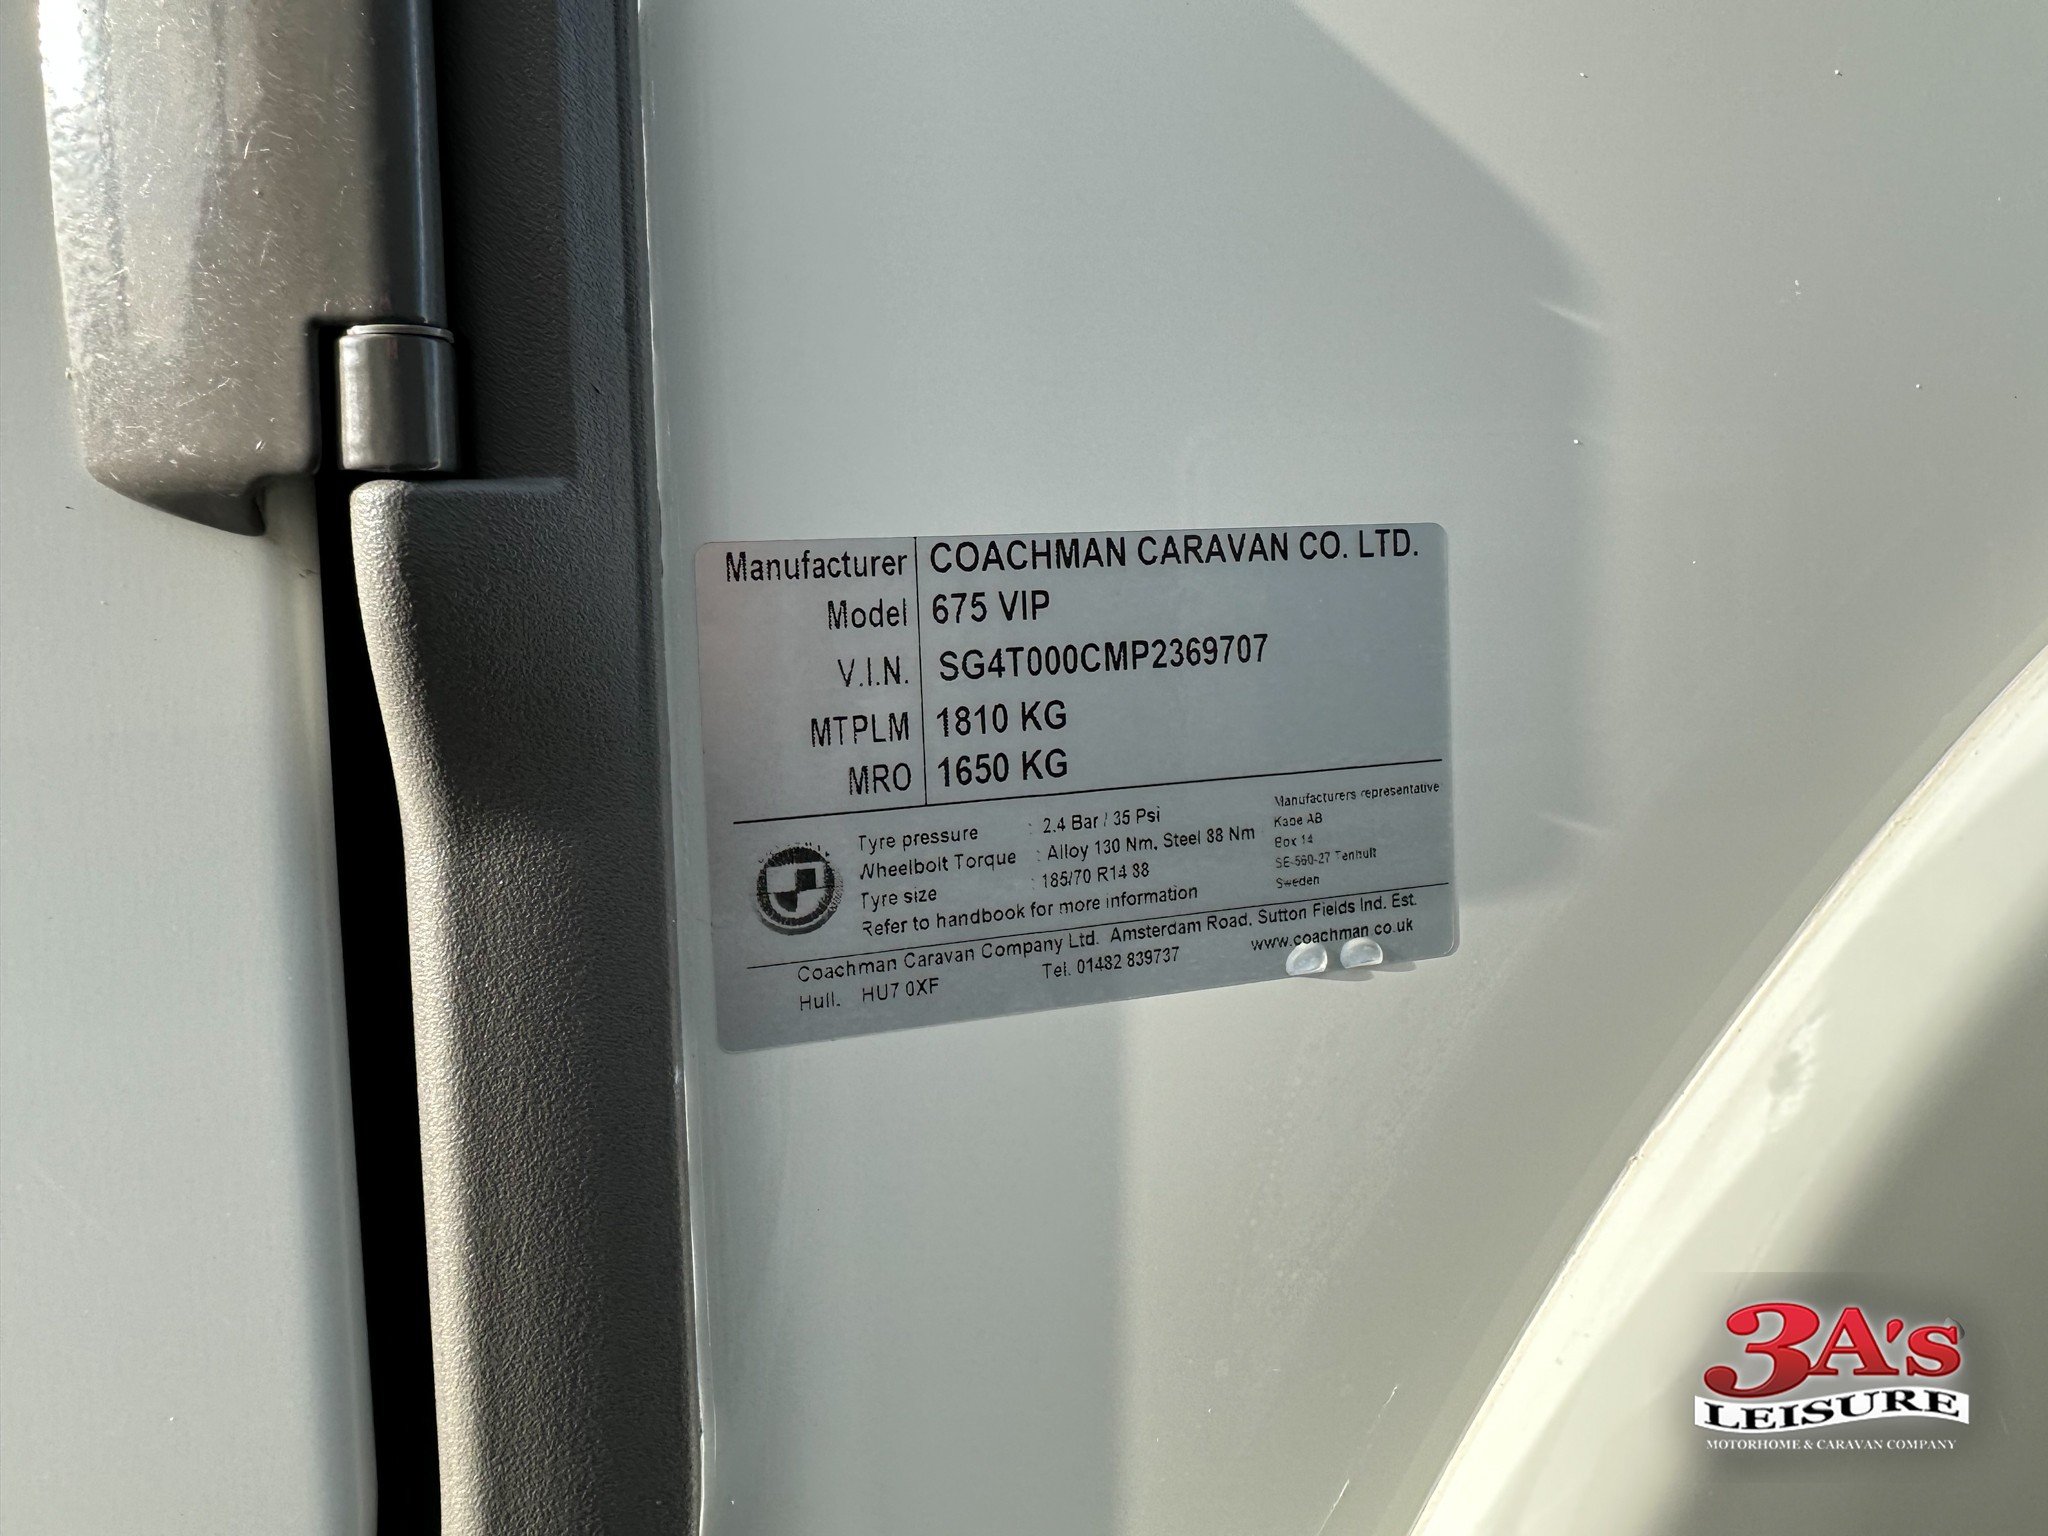 Manufacturer COACHMAN CARAVAN CO. LTD.
Model 675 VIP
V.I.N. SG4T000CMP2369707
MTPLM 1810 KG
MRO 1650 KG
Tyre pressure : 2.4 Bar / 35 Psi
Wheelbolt Torque : Alloy 130 Nm, Steel 88 Nm
Tyre size : 185/70 R14 88
Refer to handbook for more information
Manufacturers representative
Kabe AB
Box 14
SE-560-27 Tenhult
Sweden
Coachman Caravan Company Ltd. Amsterdam Road, Sutton Fields Ind. Est.
Hull. HU7 0XF Tel. 01482 839737 www.coachman.co.uk
3A's
LEISURE
MOTORHOME & CARAVAN COMPANY